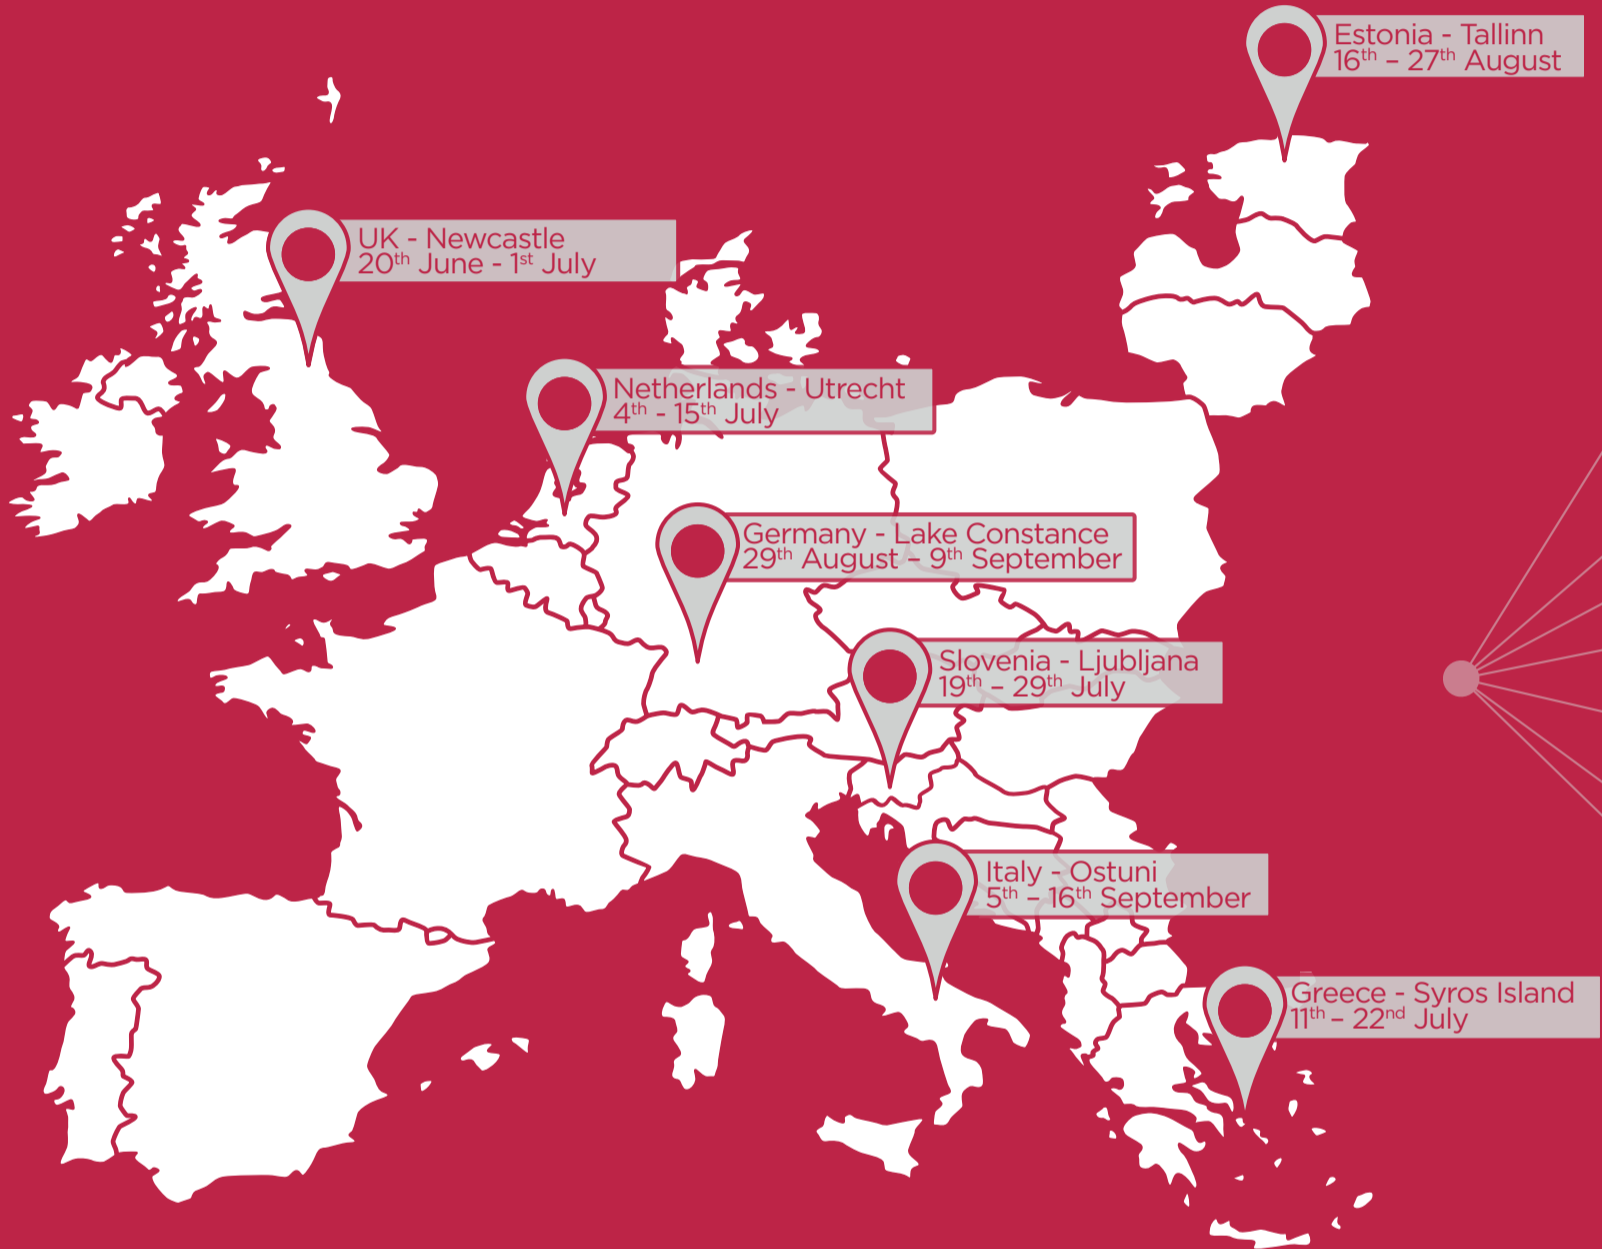 Estonia - Tallinn
16th – 27th August
UK - Newcastle
20th June - 1st July
Netherlands - Utrecht
4th - 15th July
Germany - Lake Constance
29th August – 9th September
Slovenia - Ljubljana
19th – 29th July
Italy - Ostuni
5th – 16th September
Greece - Syros Island
11th – 22nd July